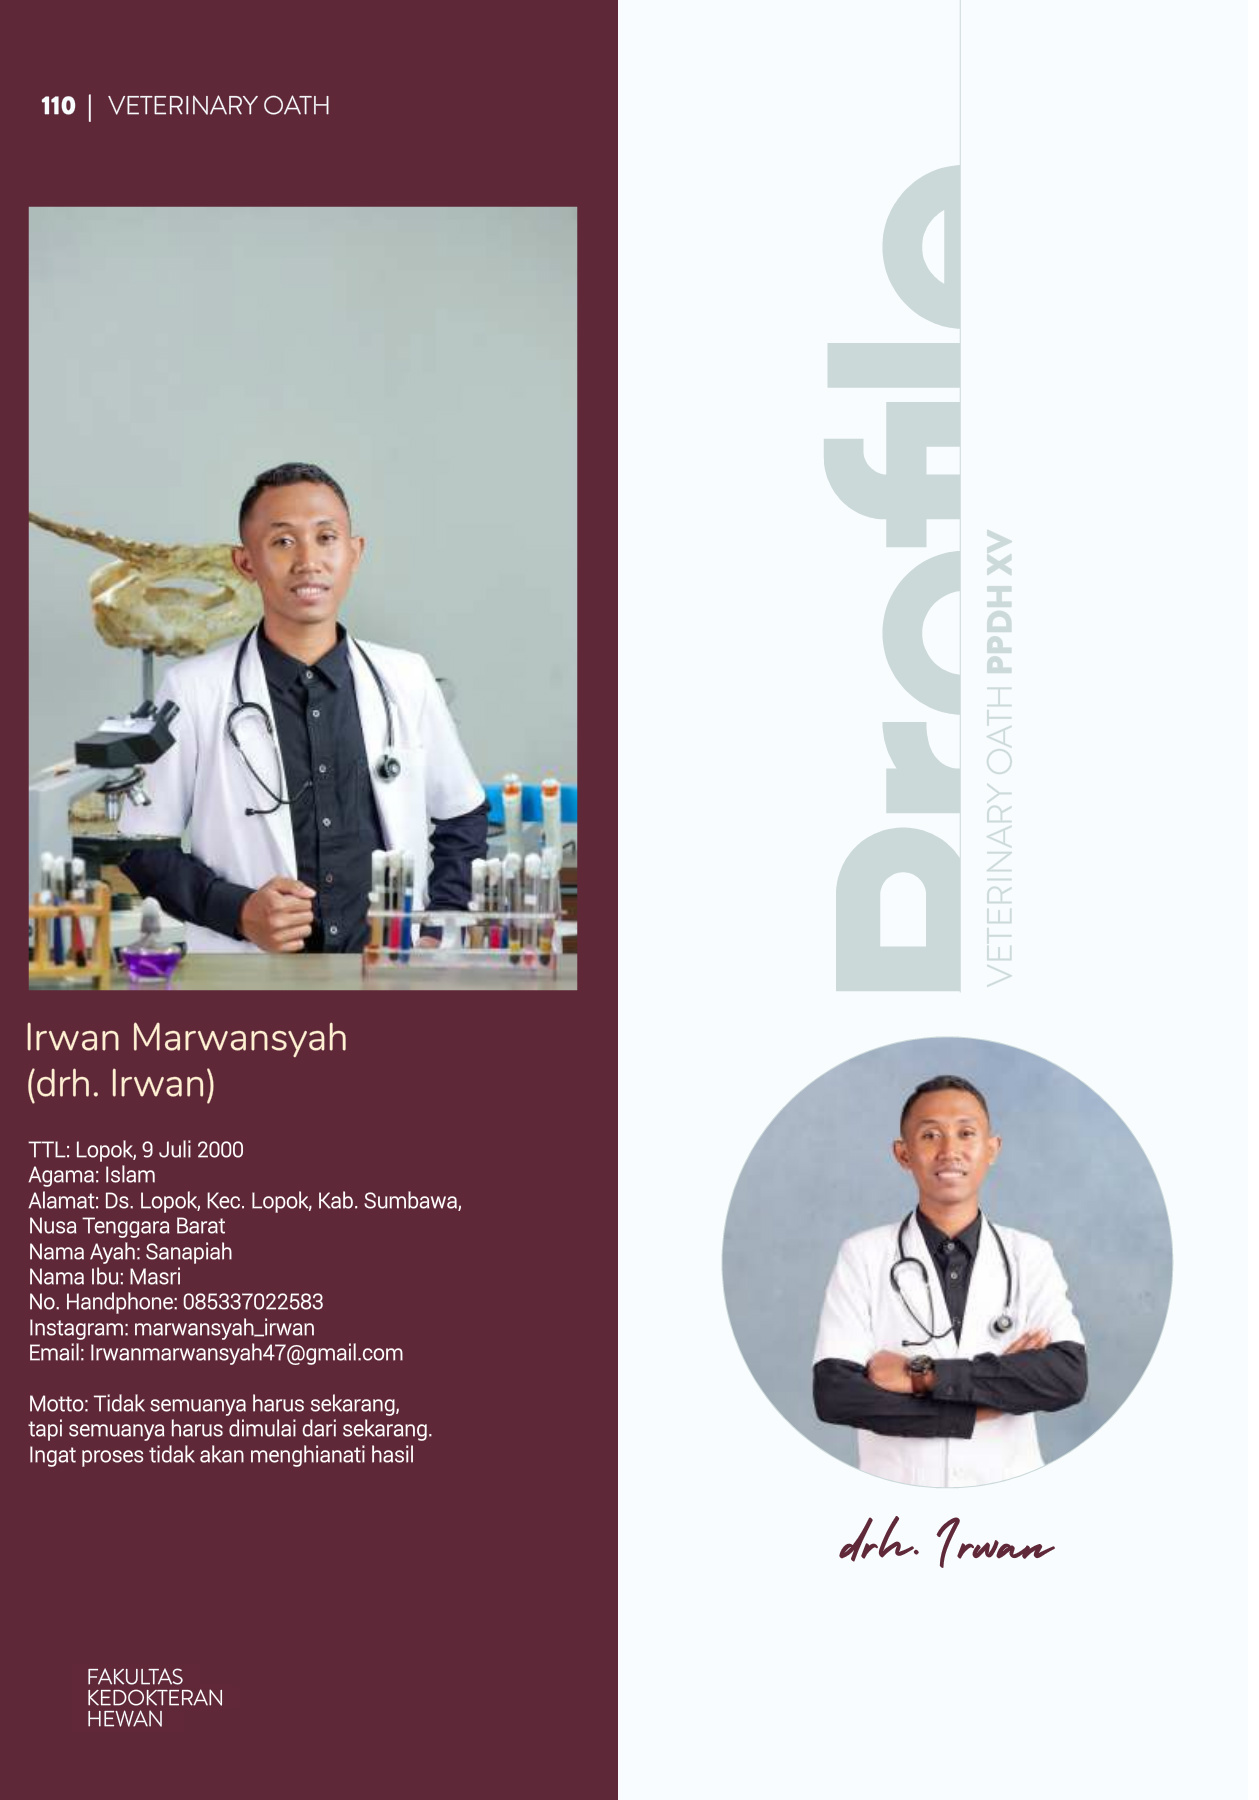 110 | VETERINARY OATH
Irwan Marwansyah
(drh. Irwan)
TTL: Lopok, 9 Juli 2000
Agama: Islam
Alamat: Ds. Lopok, Kec. Lopok, Kab. Sumbawa,
Nusa Tenggara Barat
Nama Ayah: Sanapiah
Nama Ibu: Masri
No. Handphone: 085337022583
Instagram: marwansyah_irwan
Email: Irwanmarwansyah47@gmail.com
Motto: Tidak semuanya harus sekarang,
tapi semuanya harus dimulai dari sekarang.
Ingat proses tidak akan menghianati hasil
FAKULTAS
KEDOKTERAN
HEWAN
Profile
VETERINARY OATH PPDH XV
drh. Irwan